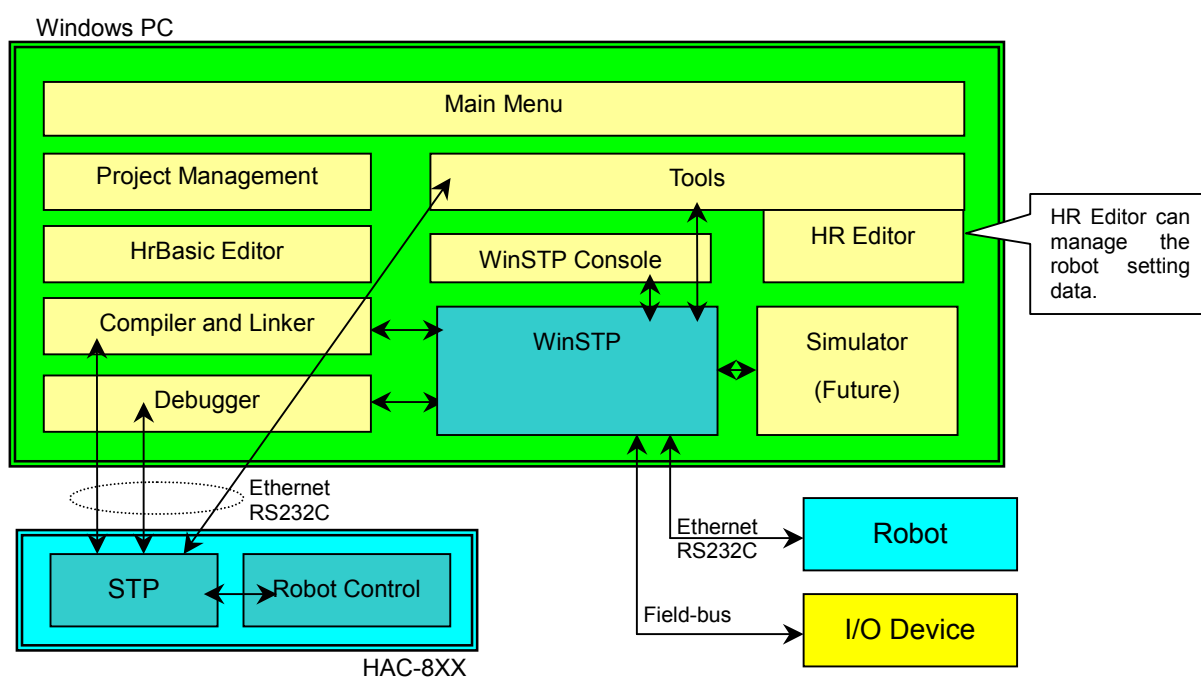 Windows PC
Main Menu
Project Management
Tools
HrBasic Editor
WinSTP Console
HR Editor
HR Editor can
manage the
robot setting
data.
Compiler and Linker
WinSTP
Simulator
(Future)
Debugger
Ethernet
RS232C
Ethernet
RS232C
Robot
STP
Robot Control
Field-bus
I/O Device
HAC-8XX